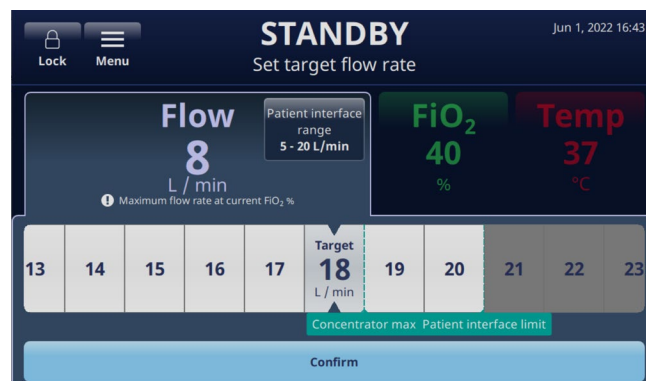 STANDBY
Jun 1, 2022 16:43
Lock
Menu
Set target flow rate
Flow
8
L / min
! Maximum flow rate at current FiO₂ %
Patient interface
range
5 - 20 L/min
FiO₂
40
%
Temp
37
°C
Target
13 14 15 16 17 18 19 20 21 22 23
L / min
Concentrator max Patient interface limit
Confirm